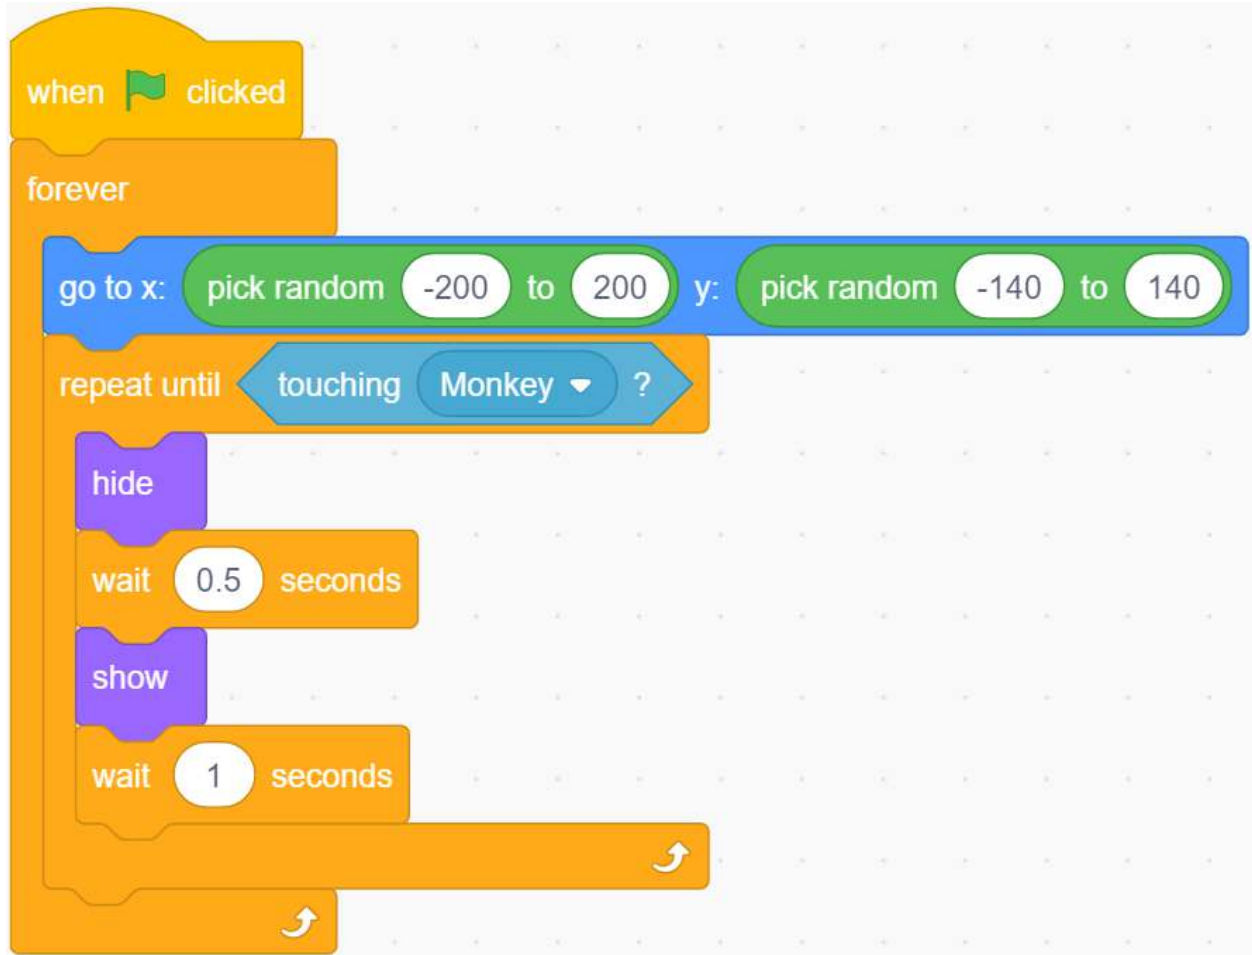 when clicked
forever
go to x: pick random -200 to 200 y: pick random -140 to 140
repeat until touching Monkey ?
hide
wait 0.5 seconds
show
wait 1 seconds